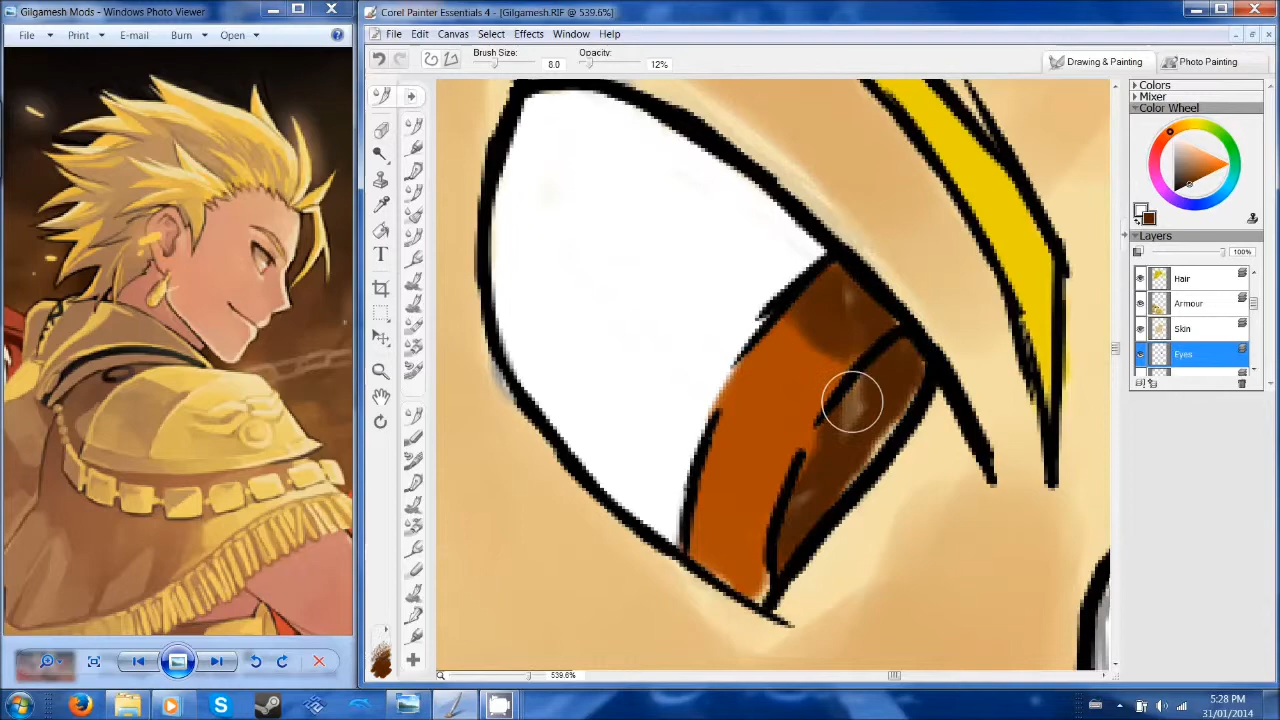 Gilgamesh Mods - Windows Photo Viewer
File Print E-mail Burn Open
Corel Painter Essentials 4 - [Gilgamesh.RIF @ 539.6%]
File Edit Canvas Select Effects Window Help
Brush Size: Opacity:
8.0 12%
Drawing & Painting Photo Painting
Colors
Mixer
Color Wheel
Layers
100%
Hair
Armour
Skin
Eyes
T
539.6%
5:28 PM
31/01/2014